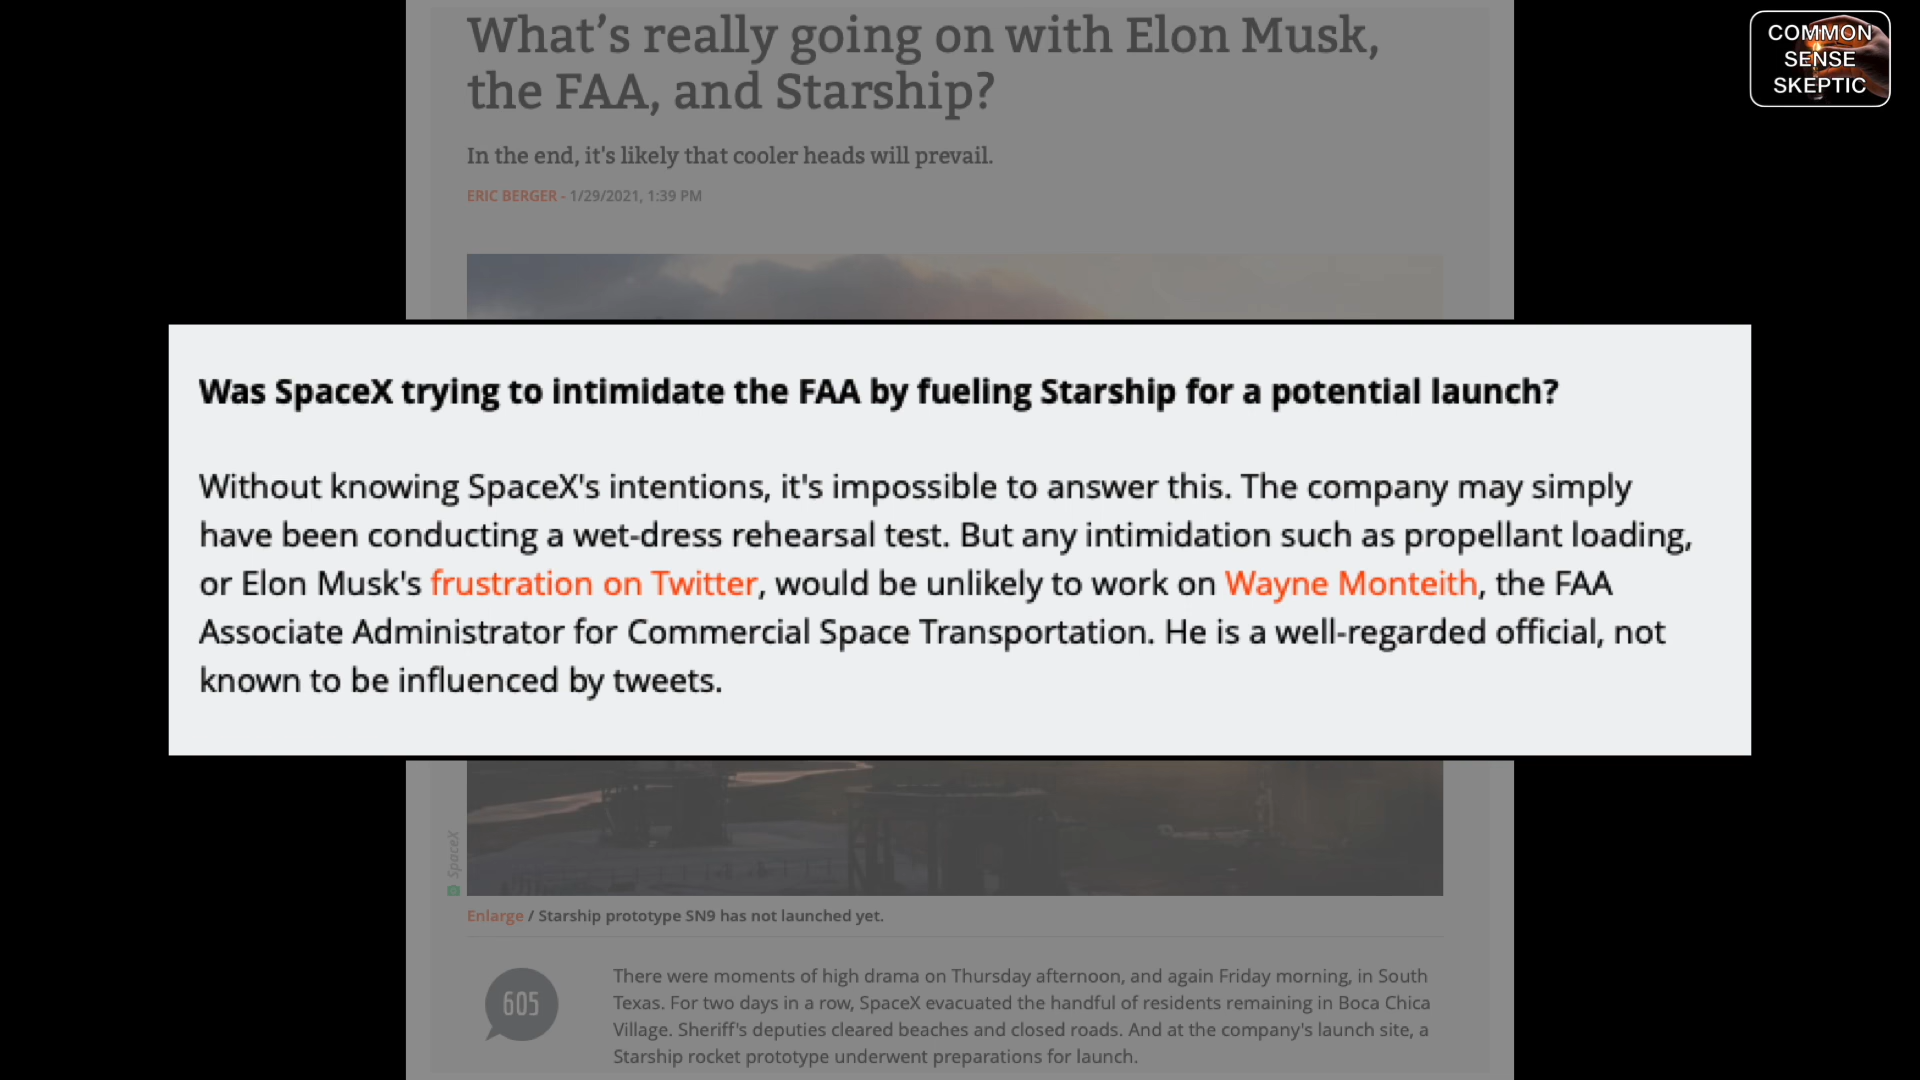 What's really going on with Elon Musk,
the FAA, and Starship?
In the end, it's likely that cooler heads will prevail.
ERIC BERGER - 1/29/2021, 1:39 PM
COMMON
SENSE
SKEPTIC
Was SpaceX trying to intimidate the FAA by fueling Starship for a potential launch?
Without knowing SpaceX's intentions, it's impossible to answer this. The company may simply
have been conducting a wet-dress rehearsal test. But any intimidation such as propellant loading,
or Elon Musk's frustration on Twitter, would be unlikely to work on Wayne Monteith, the FAA
Associate Administrator for Commercial Space Transportation. He is a well-regarded official, not
known to be influenced by tweets.
SpaceX
Enlarge / Starship prototype SN9 has not launched yet.
605
There were moments of high drama on Thursday afternoon, and again Friday morning, in South
Texas. For two days in a row, SpaceX evacuated the handful of residents remaining in Boca Chica
Village. Sheriff's deputies cleared beaches and closed roads. And at the company's launch site, a
Starship rocket prototype underwent preparations for launch.